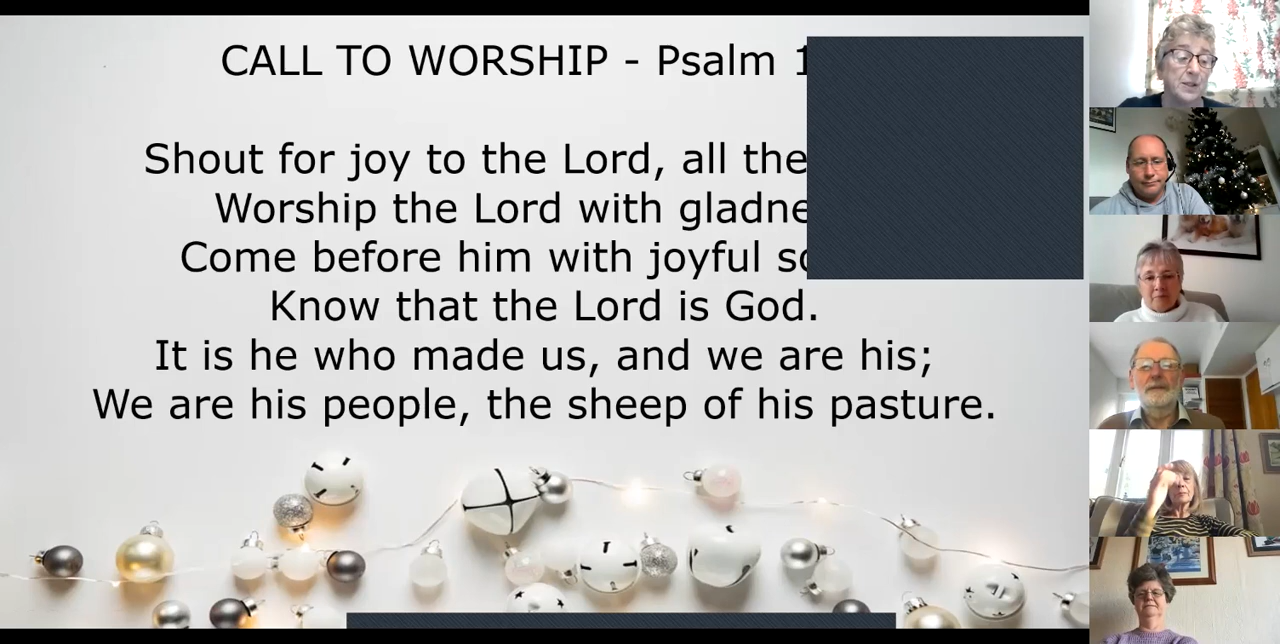 CALL TO WORSHIP - Psalm 1
Shout for joy to the Lord, all the
Worship the Lord with gladne
Come before him with joyful so
Know that the Lord is God.
It is he who made us, and we are his;
We are his people, the sheep of his pasture.